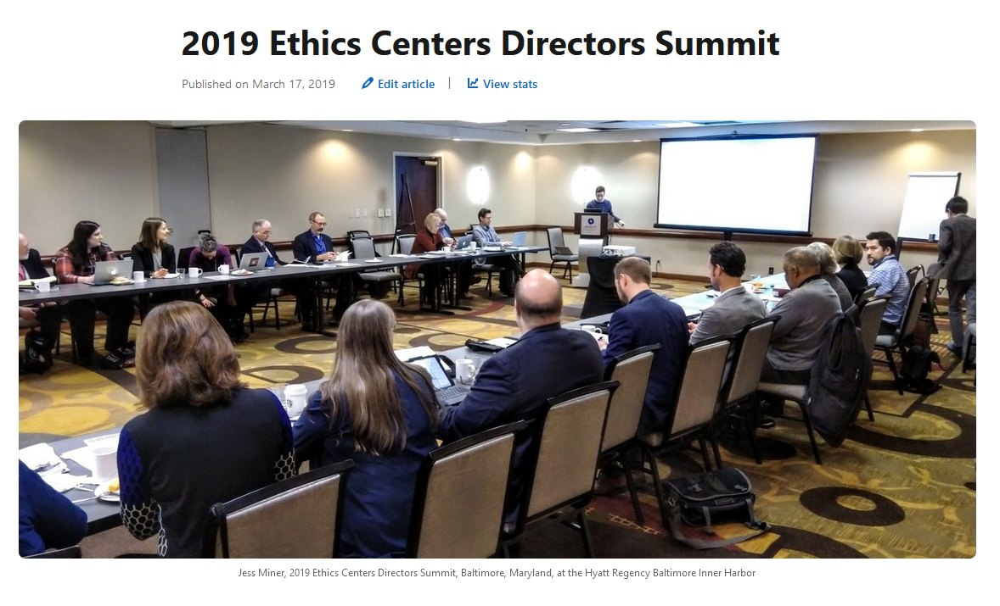 2019 Ethics Centers Directors Summit
Published on March 17, 2019 Edit article | View stats
Jess Miner, 2019 Ethics Centers Directors Summit, Baltimore, Maryland, at the Hyatt Regency Baltimore Inner Harbor